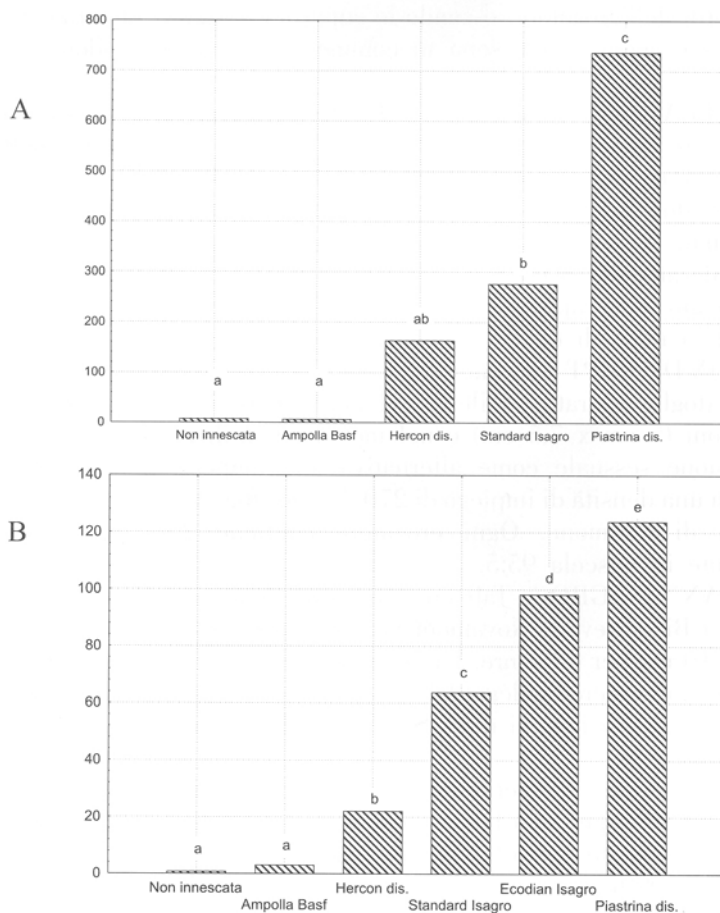 A
800
700
600
500
400
300
200
100
0
a
a
ab
b
c
Non innescata Ampolla Basf Hercon dis. Standard Isagro Piastrina dis.
B
140
120
100
80
60
40
20
0
a
a
b
c
d
e
Non innescata Hercon dis. Ecodian Isagro
Ampolla Basf Standard Isagro Piastrina dis.